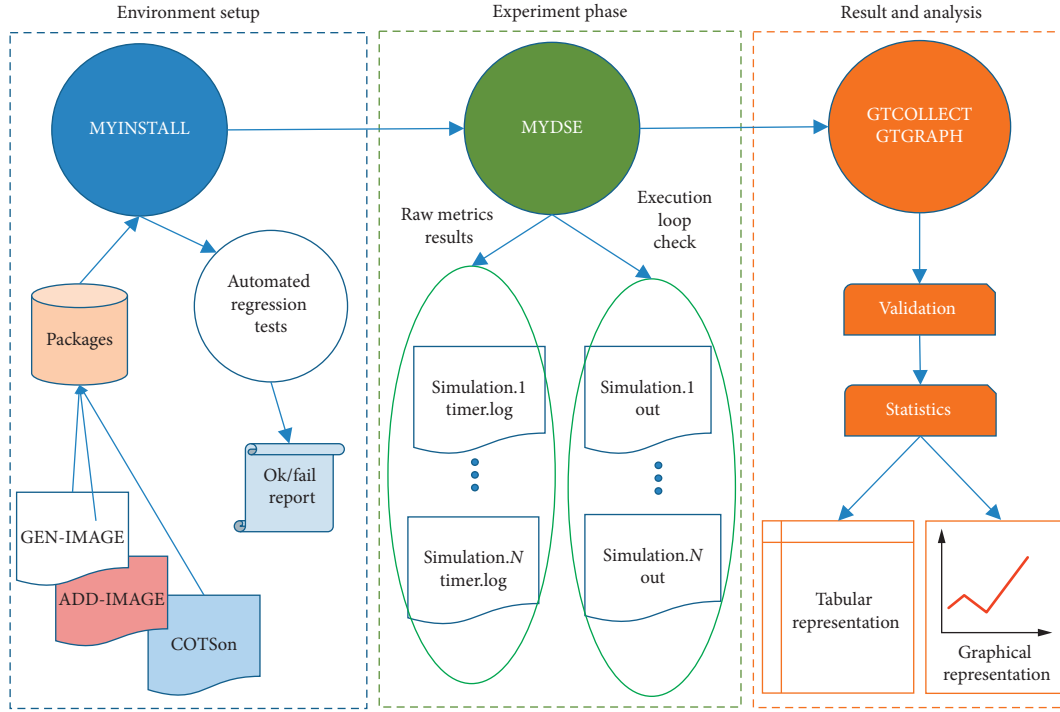 Environment setup
Experiment phase
Result and analysis
MYINSTALL
MYDSE
GTCOLLECT
GTGRAPH
Raw metrics
results
Execution
loop
check
Packages
Automated
regression
tests
Ok/fail
report
GEN-IMAGE
ADD-IMAGE
COTSon
Simulation.1
timer.log
Simulation.N
timer.log
Simulation.1
out
Simulation.N
out
Validation
Statistics
Tabular
representation
Graphical
representation